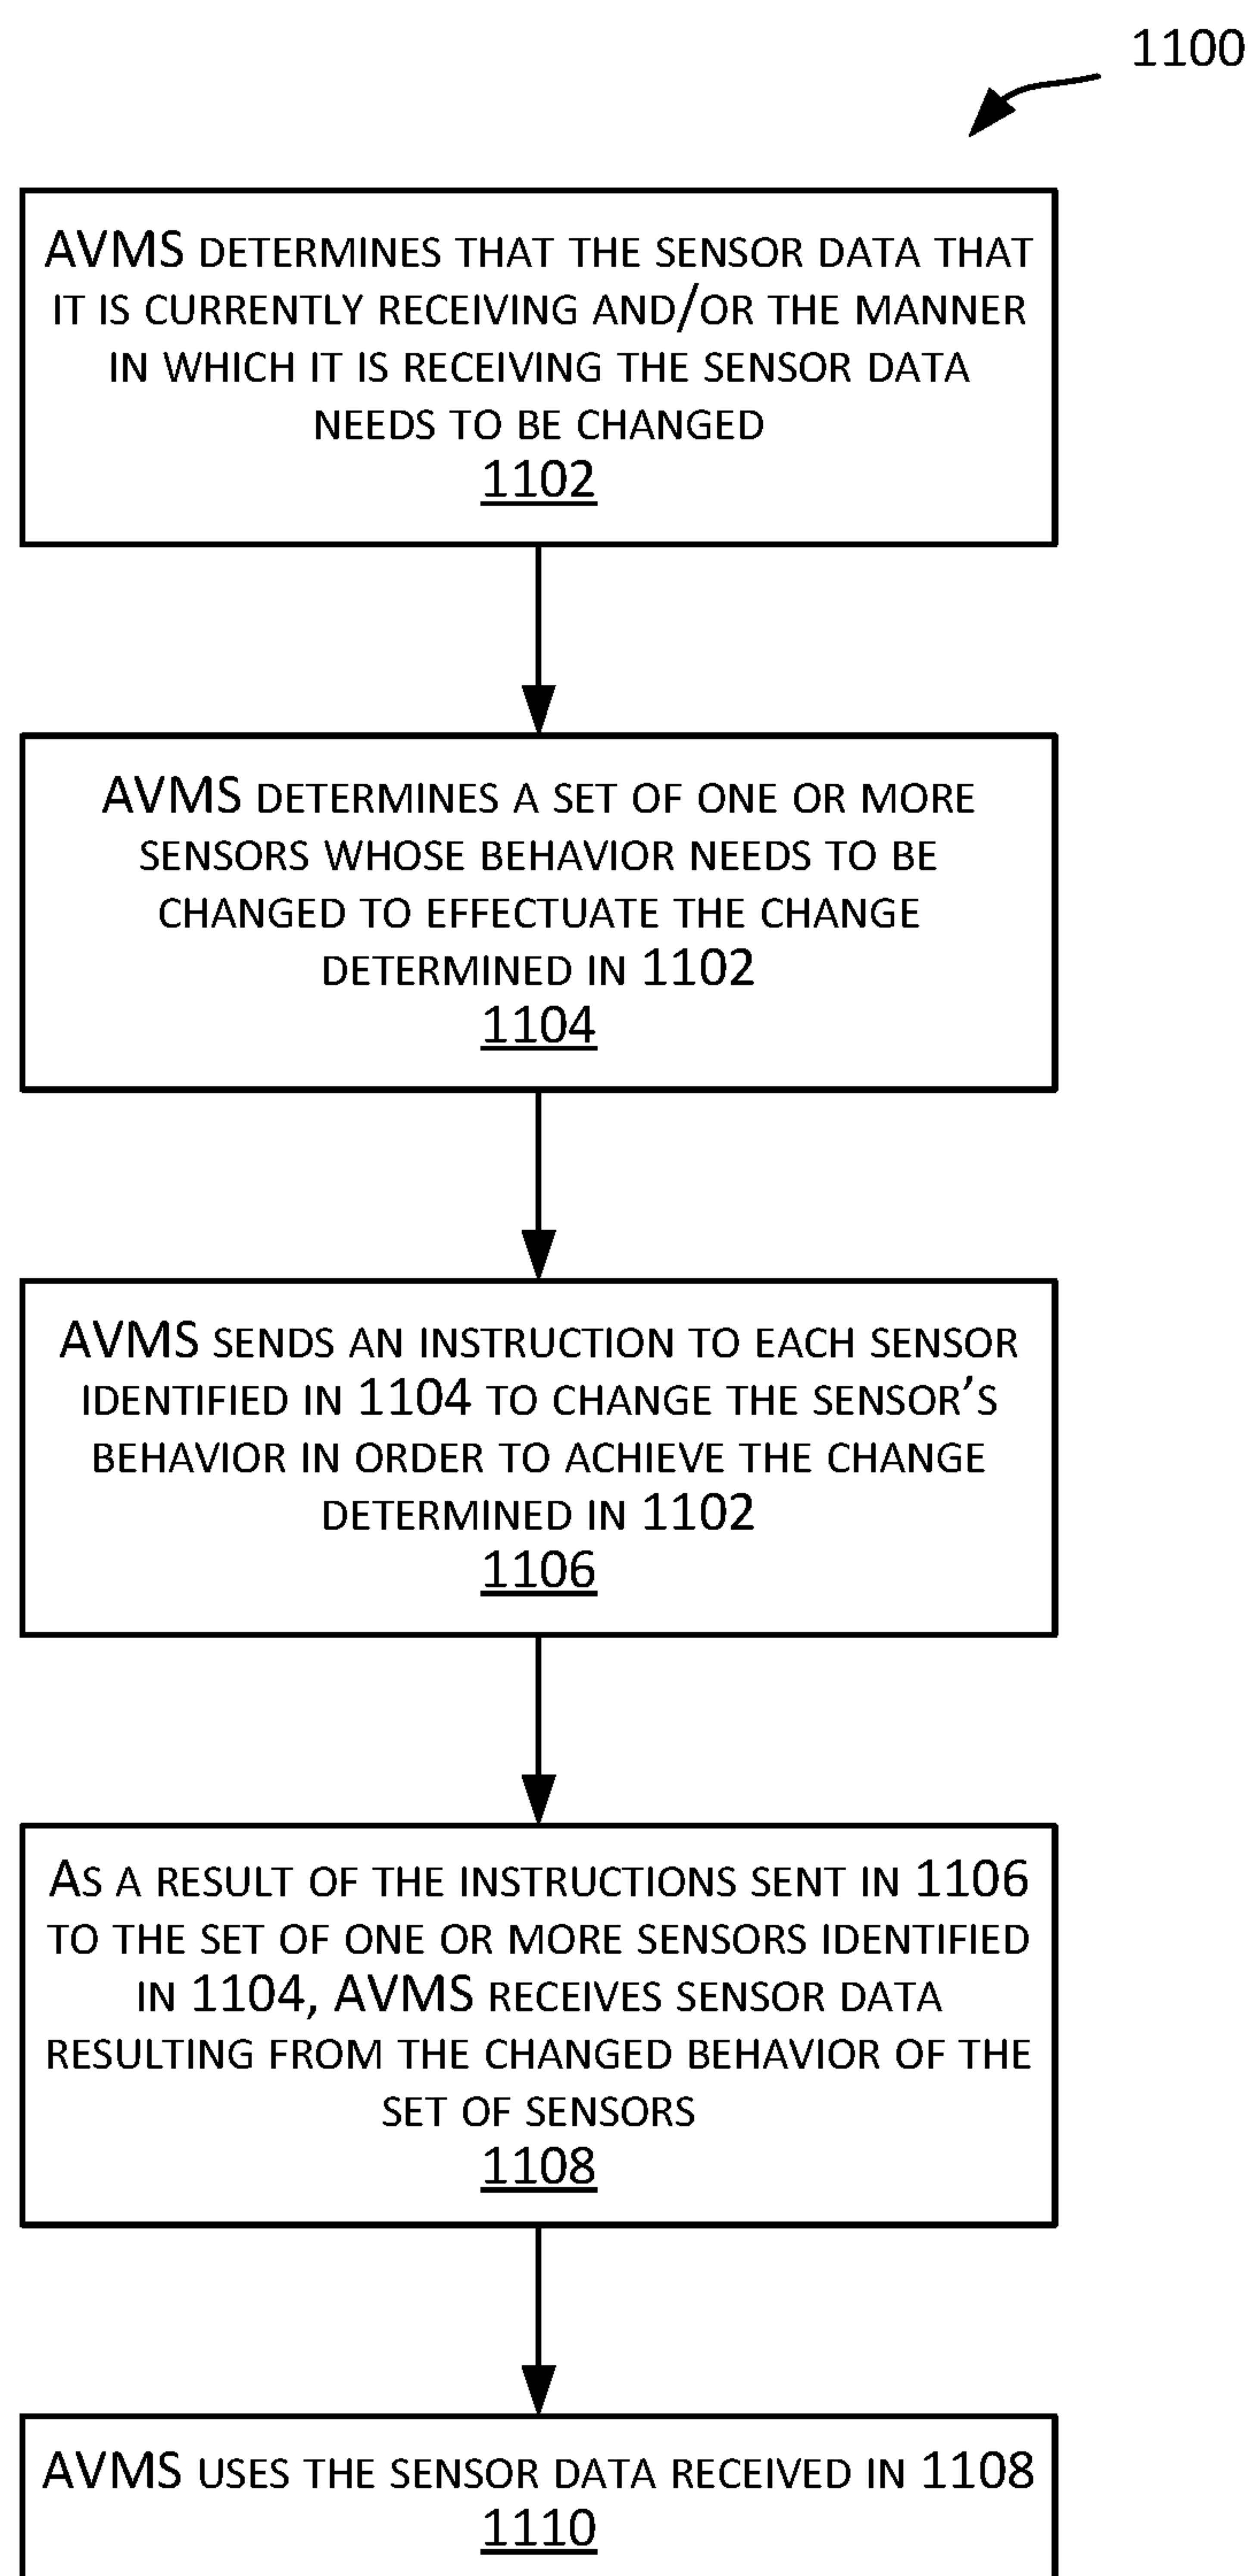 1100
AVMS DETERMINES THAT THE SENSOR DATA THAT
IT IS CURRENTLY RECEIVING AND/OR THE MANNER
IN WHICH IT IS RECEIVING THE SENSOR DATA
NEEDS TO BE CHANGED
1102
AVMS DETERMINES A SET OF ONE OR MORE
SENSORS WHOSE BEHAVIOR NEEDS TO BE
CHANGED TO EFFECTUATE THE CHANGE
DETERMINED IN 1102
1104
AVMS SENDS AN INSTRUCTION TO EACH SENSOR
IDENTIFIED IN 1104 TO CHANGE THE SENSOR’S
BEHAVIOR IN ORDER TO ACHIEVE THE CHANGE
DETERMINED IN 1102
1106
AS A RESULT OF THE INSTRUCTIONS SENT IN 1106
TO THE SET OF ONE OR MORE SENSORS IDENTIFIED
IN 1104, AVMS RECEIVES SENSOR DATA
RESULTING FROM THE CHANGED BEHAVIOR OF THE
SET OF SENSORS
1108
AVMS USES THE SENSOR DATA RECEIVED IN 1108
1110